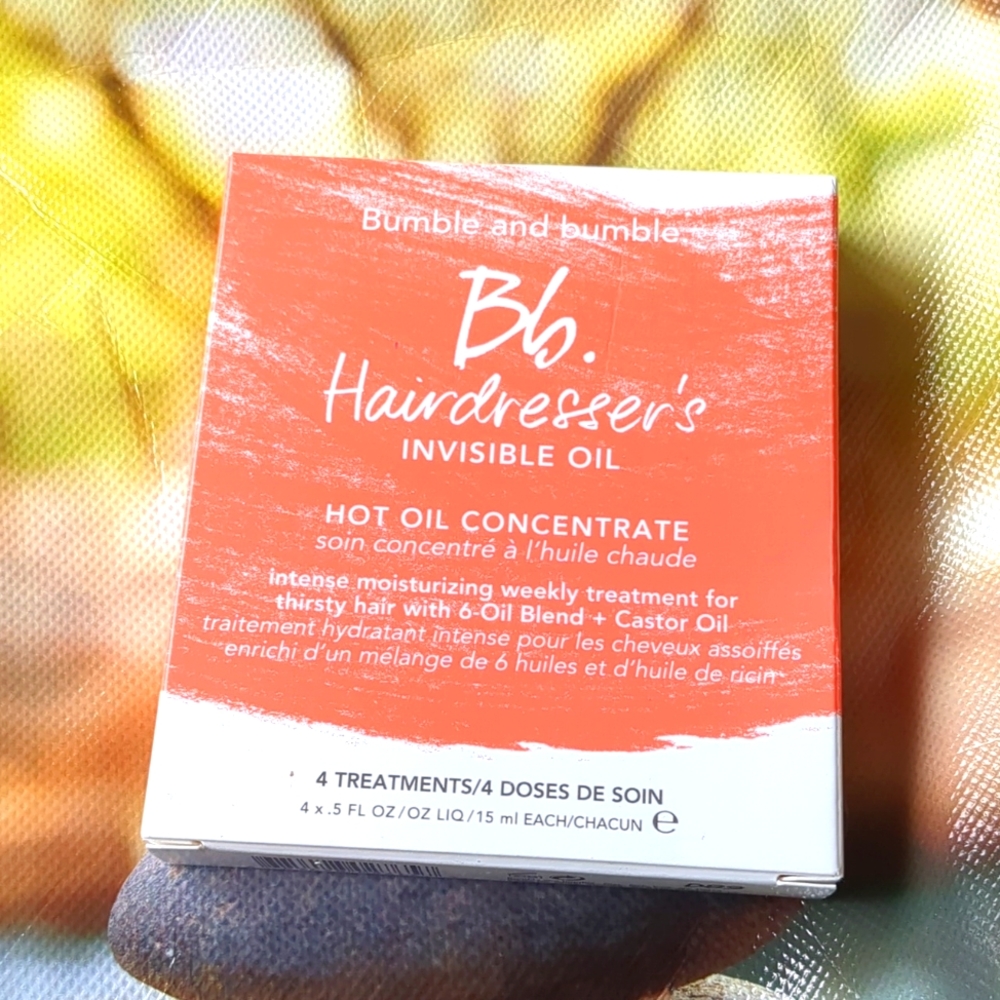 Bumble and bumble.
Bb.
Hairdresser's
INVISIBLE OIL
HOT OIL CONCENTRATE
soin concentré à l'huile chaude
intense moisturizing weekly treatment for
thirsty hair with 6-Oil Blend + Castor Oil
traitement hydratant intense pour les cheveux assoiffés
enrichi d'un mélange de 6 huiles et d'huile de ricin
4 TREATMENTS/4 DOSES DE SOIN
4 x .5 FL OZ/OZ LIQ/15 ml EACH/CHACUN ℮